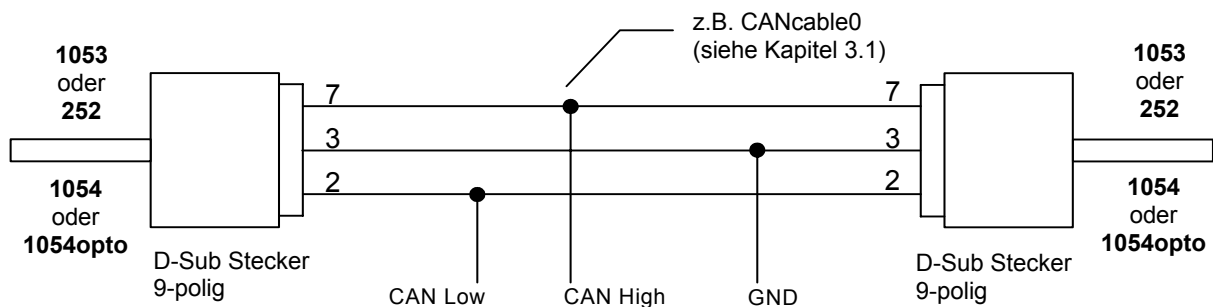 z.B. CANcable0
(siehe Kapitel 3.1)
1053
oder
252
1054
oder
1054opto
D-Sub Stecker
9-polig
7
3
2
7
3
2
CAN Low
CAN High
GND
1053
oder
252
1054
oder
1054opto
D-Sub Stecker
9-polig